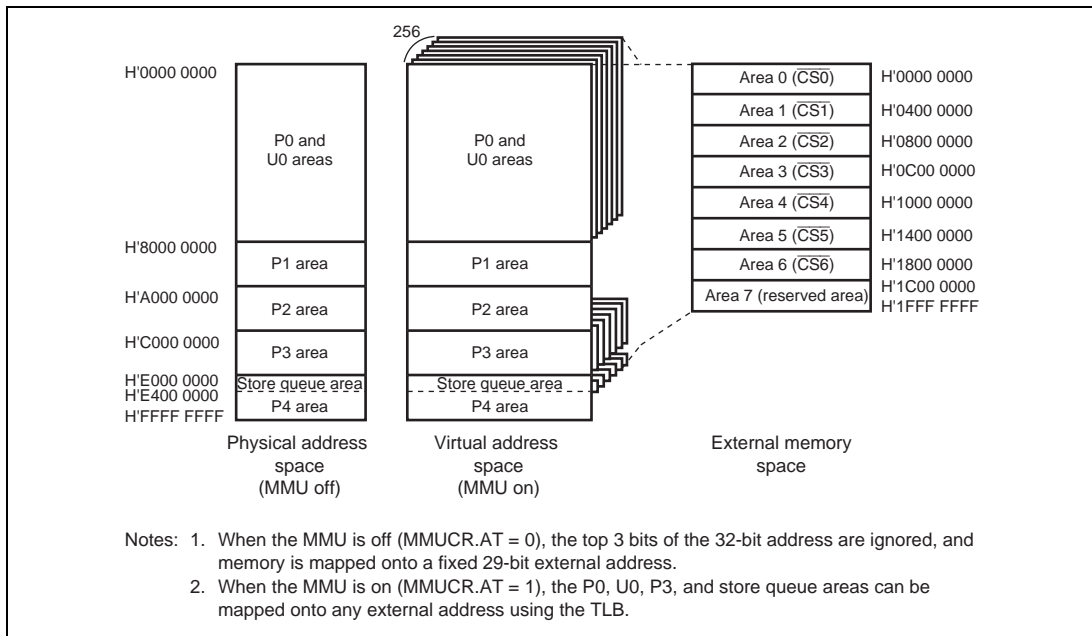 256
H'0000 0000
P0 and
U0 areas
H'8000 0000
P1 area
H'A000 0000
P2 area
H'C000 0000
P3 area
H'E000 0000
Store queue area
H'E400 0000
P4 area
H'FFFF FFFF
Physical address
space
(MMU off)
P0 and
U0 areas
P1 area
P2 area
P3 area
Store queue area
P4 area
Virtual address
space
(MMU on)
Area 0 (C̅S̅0̅) H'0000 0000
Area 1 (C̅S̅1̅) H'0400 0000
Area 2 (C̅S̅2̅) H'0800 0000
Area 3 (C̅S̅3̅) H'0C00 0000
Area 4 (C̅S̅4̅) H'1000 0000
Area 5 (C̅S̅5̅) H'1400 0000
Area 6 (C̅S̅6̅) H'1800 0000
Area 7 (reserved area) H'1C00 0000
H'1FFF FFFF
External memory
space
Notes: 1. When the MMU is off (MMUCR.AT = 0), the top 3 bits of the 32-bit address are ignored, and
memory is mapped onto a fixed 29-bit external address.
2. When the MMU is on (MMUCR.AT = 1), the P0, U0, P3, and store queue areas can be
mapped onto any external address using the TLB.